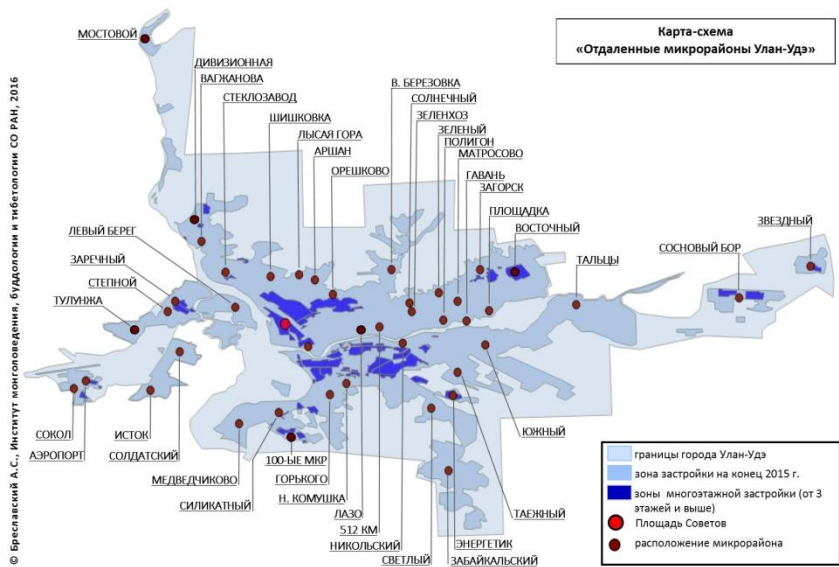 Карта-схема
«Отдаленные микрорайоны Улан-Удэ»
© Бреславский А.С., Институт монголоведения, буддологии и тибетологии СО РАН, 2016
МОСТОВОЙ
ДИВИЗИОННАЯ
ВАГЖАНОВА
СТЕКЛОЗАВОД
ШИШКОВКА
ЛЫСАЯ ГОРА
АРШАН
ОРЕШКОВО
В. БЕРЕЗОВКА
СОЛНЕЧНЫЙ
ЗЕЛЕНХОЗ
ЗЕЛЕНЫЙ
ПОЛИГОН
МАТРОСОВО
ГАВАНЬ
ЗАГОРСК
ПЛОЩАДКА
ВОСТОЧНЫЙ
ТАЛЬЦЫ
СОСНОВЫЙ БОР
ЗВЕЗДНЫЙ
ЛЕВЫЙ БЕРЕГ
ЗАРЕЧНЫЙ
СТЕПНОЙ
ТУЛУНЖА
СОКОЛ
АЭРОПОРТ
ИСТОК
СОЛДАТСКИЙ
МЕДВЕДЧИКОВО
СИЛИКАТНЫЙ
100-ЫЕ МКР
ГОРЬКОГО
Н. КОМУШКА
ЛАЗО
512 КМ
НИКОЛЬСКИЙ
СВЕТЛЫЙ
ЗАБАЙКАЛЬСКИЙ
ЭНЕРГЕТИК
ТАЕЖНЫЙ
ЮЖНЫЙ
границы города Улан-Удэ
зона застройки на конец 2015 г.
зоны многоэтажной застройки (от 3
этажей и выше)
Площадь Советов
расположение микрорайона